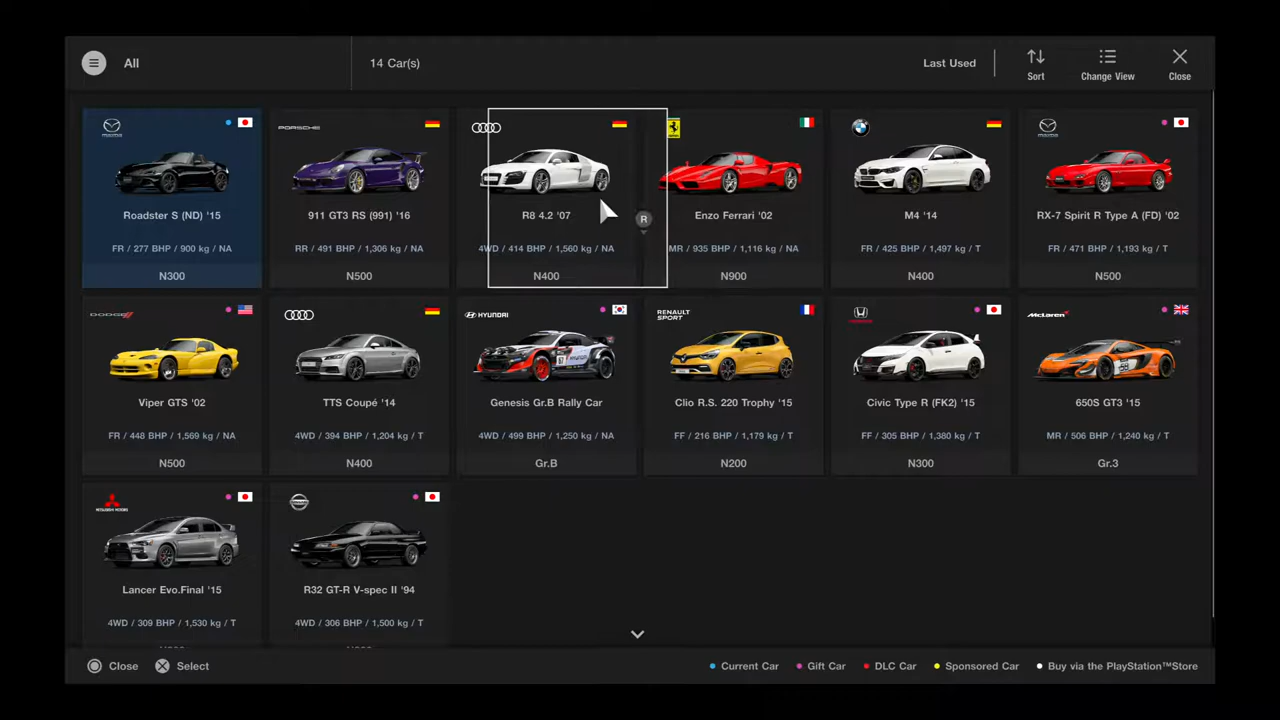 All
14 Car(s)
Last Used
Sort
Change View
Close
Roadster S (ND) '15
FR / 277 BHP / 900 kg / NA
N300
PORSCHE
911 GT3 RS (991) '16
RR / 491 BHP / 1,306 kg / NA
N500
R8 4.2 '07
4WD / 414 BHP / 1,560 kg / NA
N400
R
Enzo Ferrari '02
MR / 935 BHP / 1,116 kg / NA
N900
M4 '14
FR / 425 BHP / 1,497 kg / T
N400
RX-7 Spirit R Type A (FD) '02
FR / 471 BHP / 1,193 kg / T
N500
DODGE
Viper GTS '02
FR / 448 BHP / 1,569 kg / NA
N500
TTS Coupé '14
4WD / 394 BHP / 1,204 kg / T
N400
HYUNDAI
Genesis Gr.B Rally Car
4WD / 499 BHP / 1,250 kg / NA
Gr.B
RENAULT
SPORT
Clio R.S. 220 Trophy '15
FF / 216 BHP / 1,179 kg / T
N200
HONDA
Civic Type R (FK2) '15
FF / 305 BHP / 1,380 kg / T
N300
McLaren
650S GT3 '15
MR / 506 BHP / 1,240 kg / T
Gr.3
MITSUBISHI MOTORS
Lancer Evo.Final '15
4WD / 309 BHP / 1,530 kg / T
R32 GT-R V-spec II '94
4WD / 306 BHP / 1,500 kg / T
Close
Select
Current Car
Gift Car
DLC Car
Sponsored Car
Buy via the PlayStation™Store